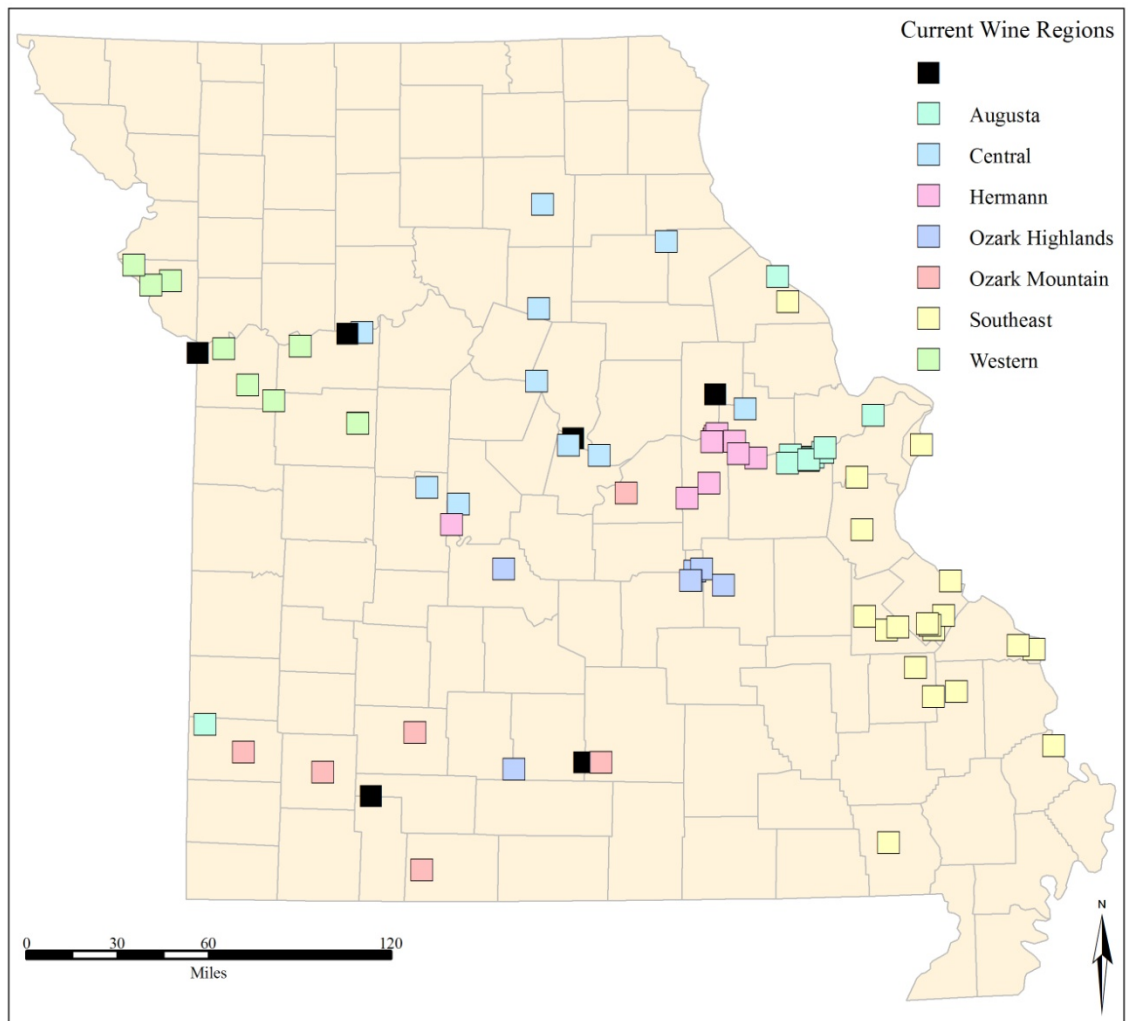 Current Wine Regions
Augusta
Central
Hermann
Ozark Highlands
Ozark Mountain
Southeast
Western
0 30 60 120
Miles
N